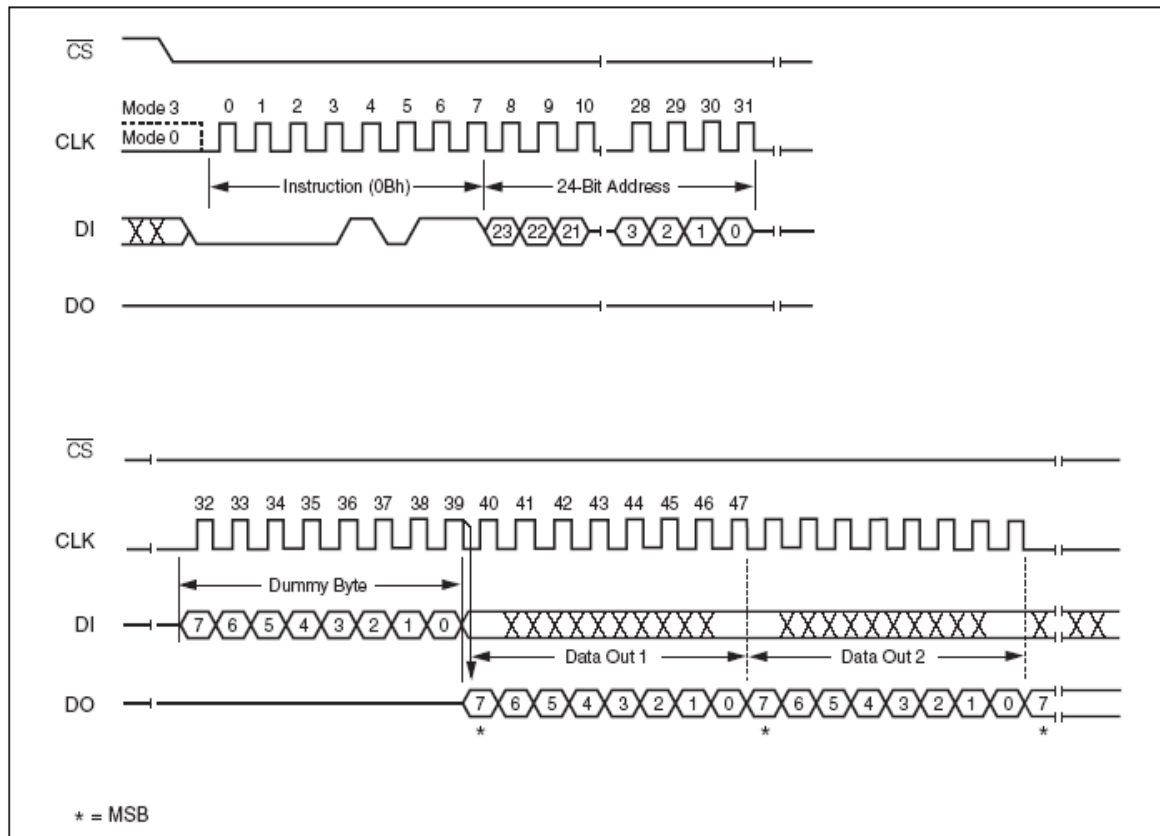 CS
Mode 3
0 1 2 3 4 5 6 7 8 9 10 28 29 30 31
CLK
Mode 0
Instruction (0Bh)
24-Bit Address
DI
23 22 21 3 2 1 0
DO
CS
32 33 34 35 36 37 38 39 40 41 42 43 44 45 46 47
CLK
Dummy Byte
DI
7 6 5 4 3 2 1 0
Data Out 1
Data Out 2
DO
7 6 5 4 3 2 1 0 7 6 5 4 3 2 1 0 7
* * *
* = MSB